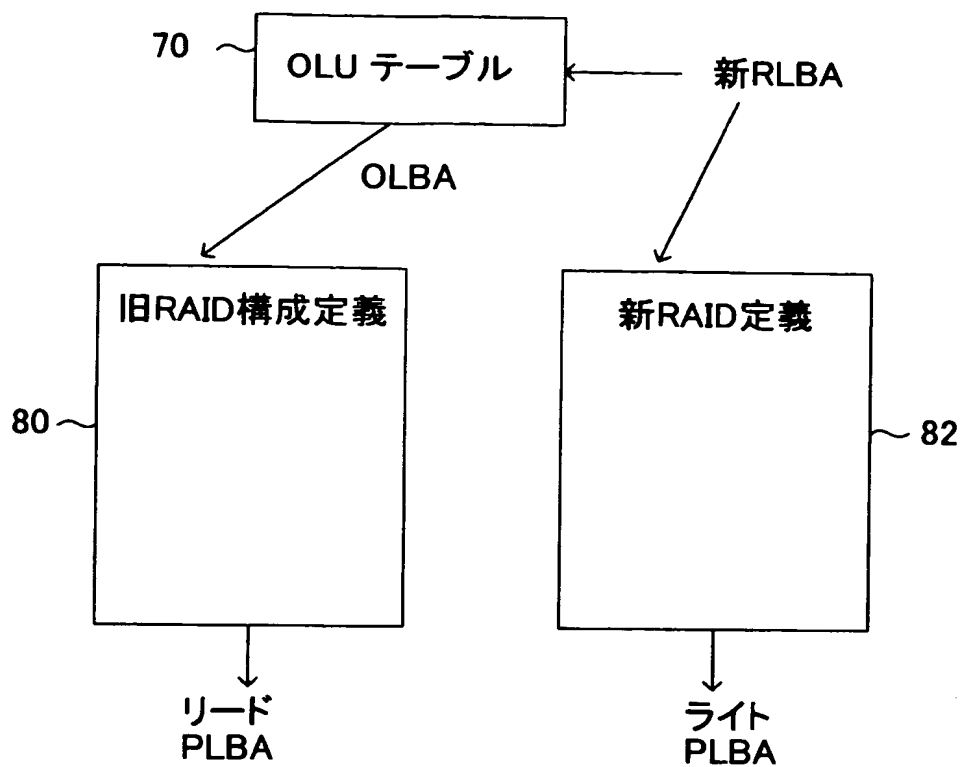 70
OLU テーブル
新RLBA
OLBA
旧RAID構成定義
新RAID定義
80
82
リード
PLBA
ライト
PLBA